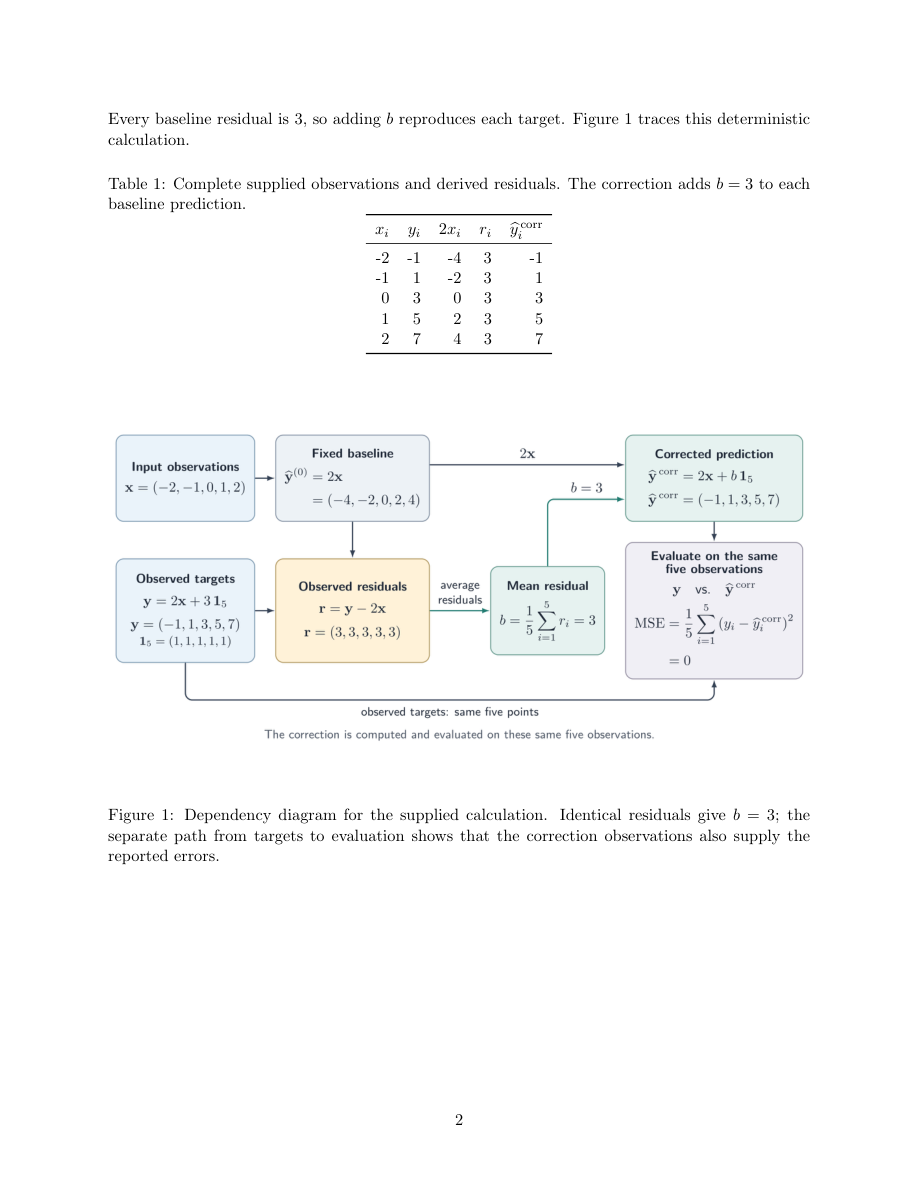 Every baseline residual is 3, so adding b reproduces each target. Figure 1 traces this deterministic
calculation.
Table 1: Complete supplied observations and derived residuals. The correction adds b = 3 to each
baseline prediction.
x_i y_i 2x_i r_i ŷ_i^corr
-2 -1 -4 3 -1
-1 1 -2 3 1
0 3 0 3 3
1 5 2 3 5
2 7 4 3 7
Input observations
x = (−2, −1, 0, 1, 2)
Fixed baseline
ŷ^(0) = 2x
= (−4, −2, 0, 2, 4)
2x
b = 3
Corrected prediction
ŷ^corr = 2x + b 1_5
ŷ^corr = (−1, 1, 3, 5, 7)
Observed targets
y = 2x + 3 1_5
y = (−1, 1, 3, 5, 7)
1_5 = (1, 1, 1, 1, 1)
Observed residuals
r = y − 2x
r = (3, 3, 3, 3, 3)
average
residuals
Mean residual
b = 1/5 ∑_{i=1}^{5} r_i = 3
Evaluate on the same
five observations
y vs. ŷ^corr
MSE = 1/5 ∑_{i=1}^{5} (y_i − ŷ_i^corr)^2
= 0
observed targets: same five points
The correction is computed and evaluated on these same five observations.
Figure 1: Dependency diagram for the supplied calculation. Identical residuals give b = 3; the
separate path from targets to evaluation shows that the correction observations also supply the
reported errors.
2